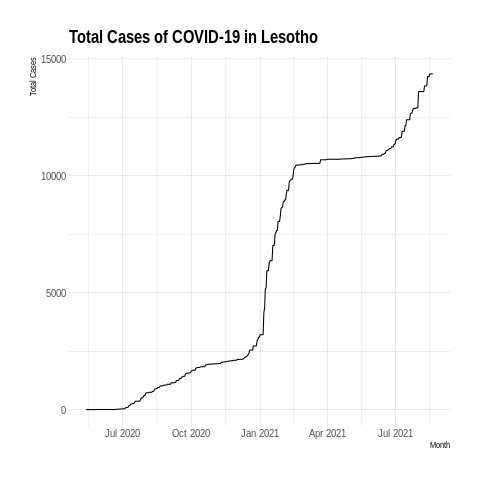 Total Cases of COVID-19 in Lesotho
Total Cases
15000
10000
5000
0
Jul 2020 Oct 2020 Jan 2021 Apr 2021 Jul 2021
Month